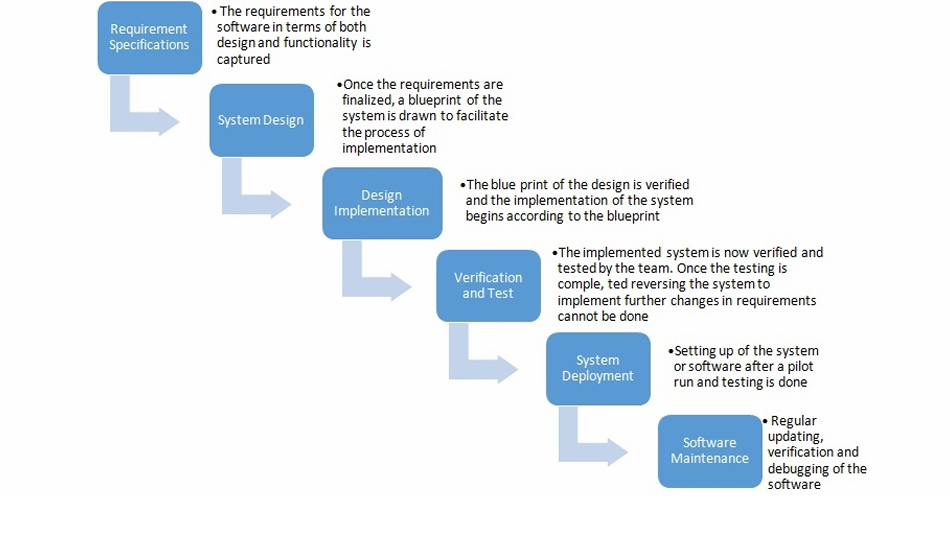 Requirement
Specifications
• The requirements for the
software in terms of both
design and functionality is
captured
System Design
•Once the requirements are
finalized, a blueprint of the
system is drawn to facilitate
the process of
implementation
Design
Implementation
•The blue print of the design is verified
and the implementation of the system
begins according to the blueprint
Verification
and Test
•The implemented system is now verified and
tested by the team. Once the testing is
comple, ted reversing the system to
implement further changes in requirements
cannot be done
System
Deployment
•Setting up of the system
or software after a pilot
run and testing is done
Software
Maintenance
• Regular
updating,
verification and
debugging of the
software